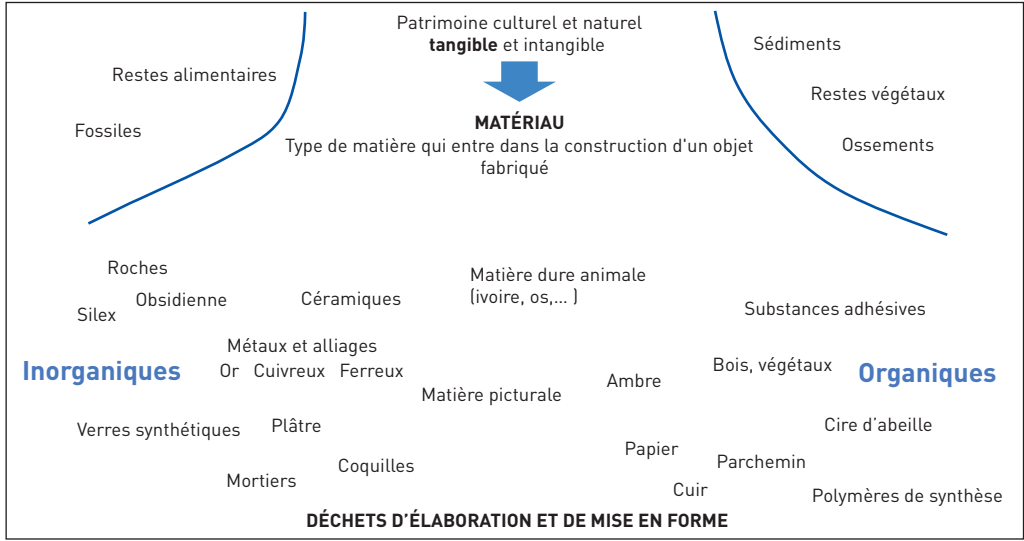 Patrimoine culturel et naturel
tangible et intangible
Restes alimentaires
Fossiles
Sédiments
Restes végétaux
Ossements
MATÉRIAU
Type de matière qui entre dans la construction d'un objet
fabriqué
Roches
Obsidienne
Silex
Céramiques
Matière dure animale
(ivoire, os,... )
Substances adhésives
Métaux et alliages
Or Cuivreux Ferreux
Inorganiques
Matière picturale
Ambre
Bois, végétaux
Organiques
Verres synthétiques
Plâtre
Cire d'abeille
Coquilles
Mortiers
Papier
Parchemin
Cuir
Polymères de synthèse
DÉCHETS D'ÉLABORATION ET DE MISE EN FORME